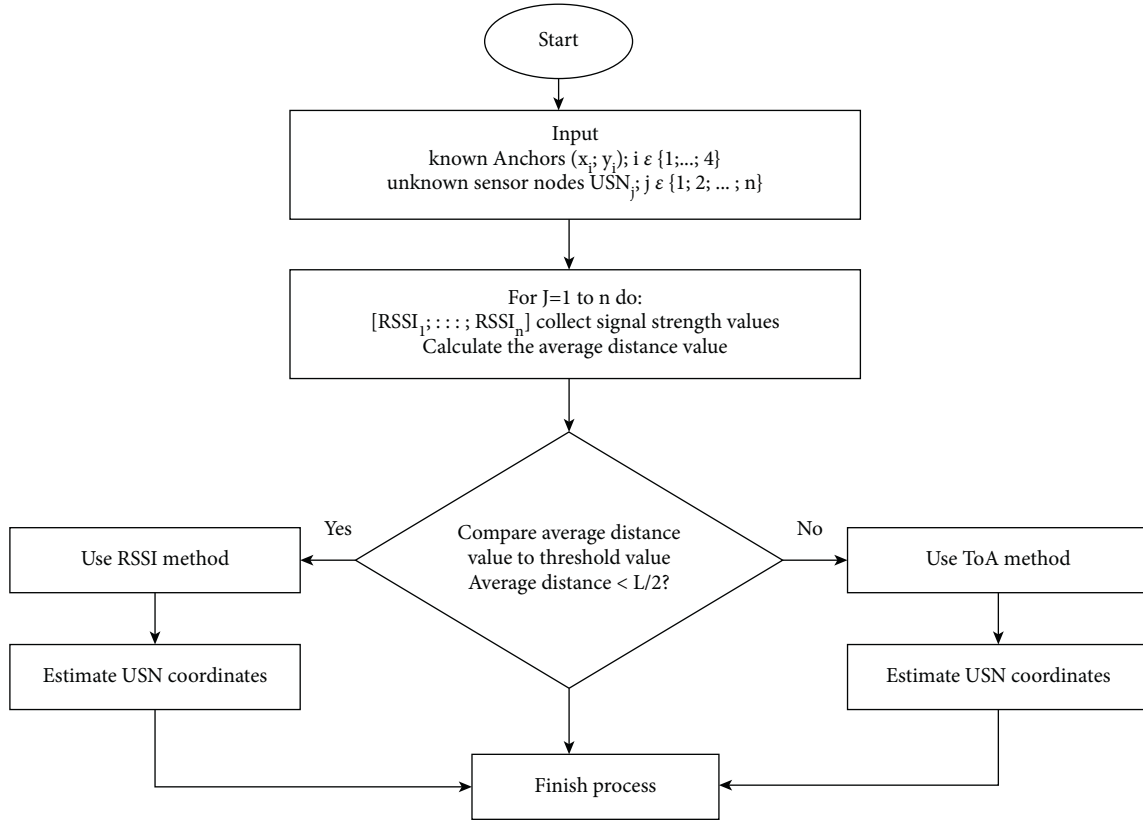 Start
Input
known Anchors (x_i; y_i); i ε {1;...; 4}
unknown sensor nodes USN_j; j ε {1; 2; ... ; n}
For J=1 to n do:
[RSSI_1; : : : ; RSSI_n] collect signal strength values
Calculate the average distance value
Compare average distance
value to threshold value
Average distance < L/2?
Yes
No
Use RSSI method
Use ToA method
Estimate USN coordinates
Estimate USN coordinates
Finish process